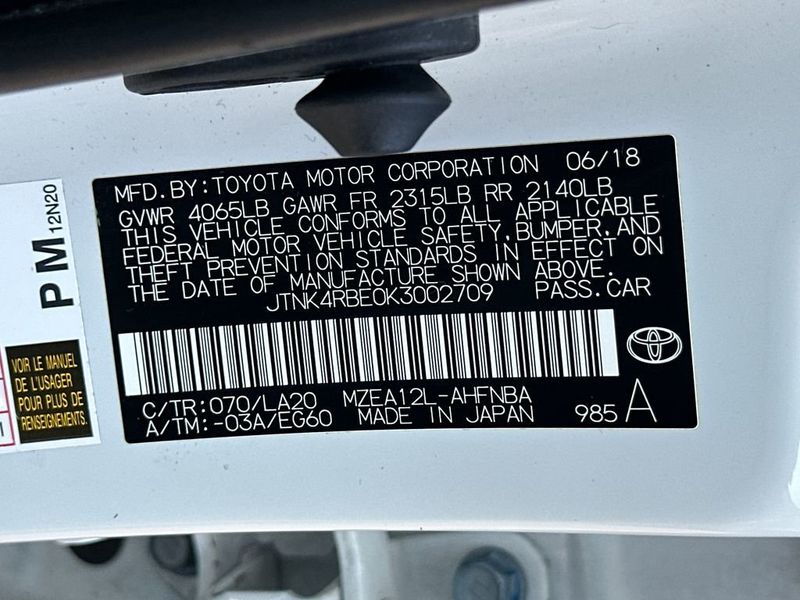 MFD.BY:TOYOTA MOTOR CORPORATION 06/18
GVWR 4065LB GAWR FR 2315LB RR 2140LB
THIS VEHICLE CONFORMS TO ALL APPLICABLE
FEDERAL MOTOR VEHICLE SAFETY,BUMPER,AND
THEFT PREVENTION STANDARDS IN EFFECT ON
THE DATE OF MANUFACTURE SHOWN ABOVE.
JTNK4RBE0K3002709 PASS.CAR
C/TR:070/LA20 MZEA12L-AHFNBA
A/TM:-03A/EG60 MADE IN JAPAN 985 A
PM 12N20
VOIR LE MANUEL
DE L'USAGER
POUR PLUS DE
RENSEIGNEMENTS.